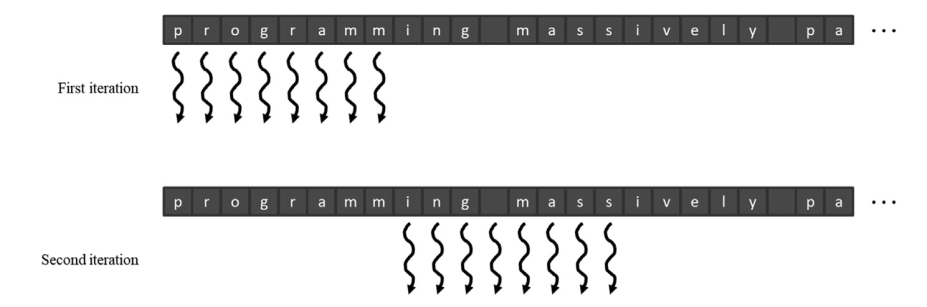 p r o g r a m m i n g m a s s i v e l y p a ...
First iteration
p r o g r a m m i n g m a s s i v e l y p a ...
Second iteration